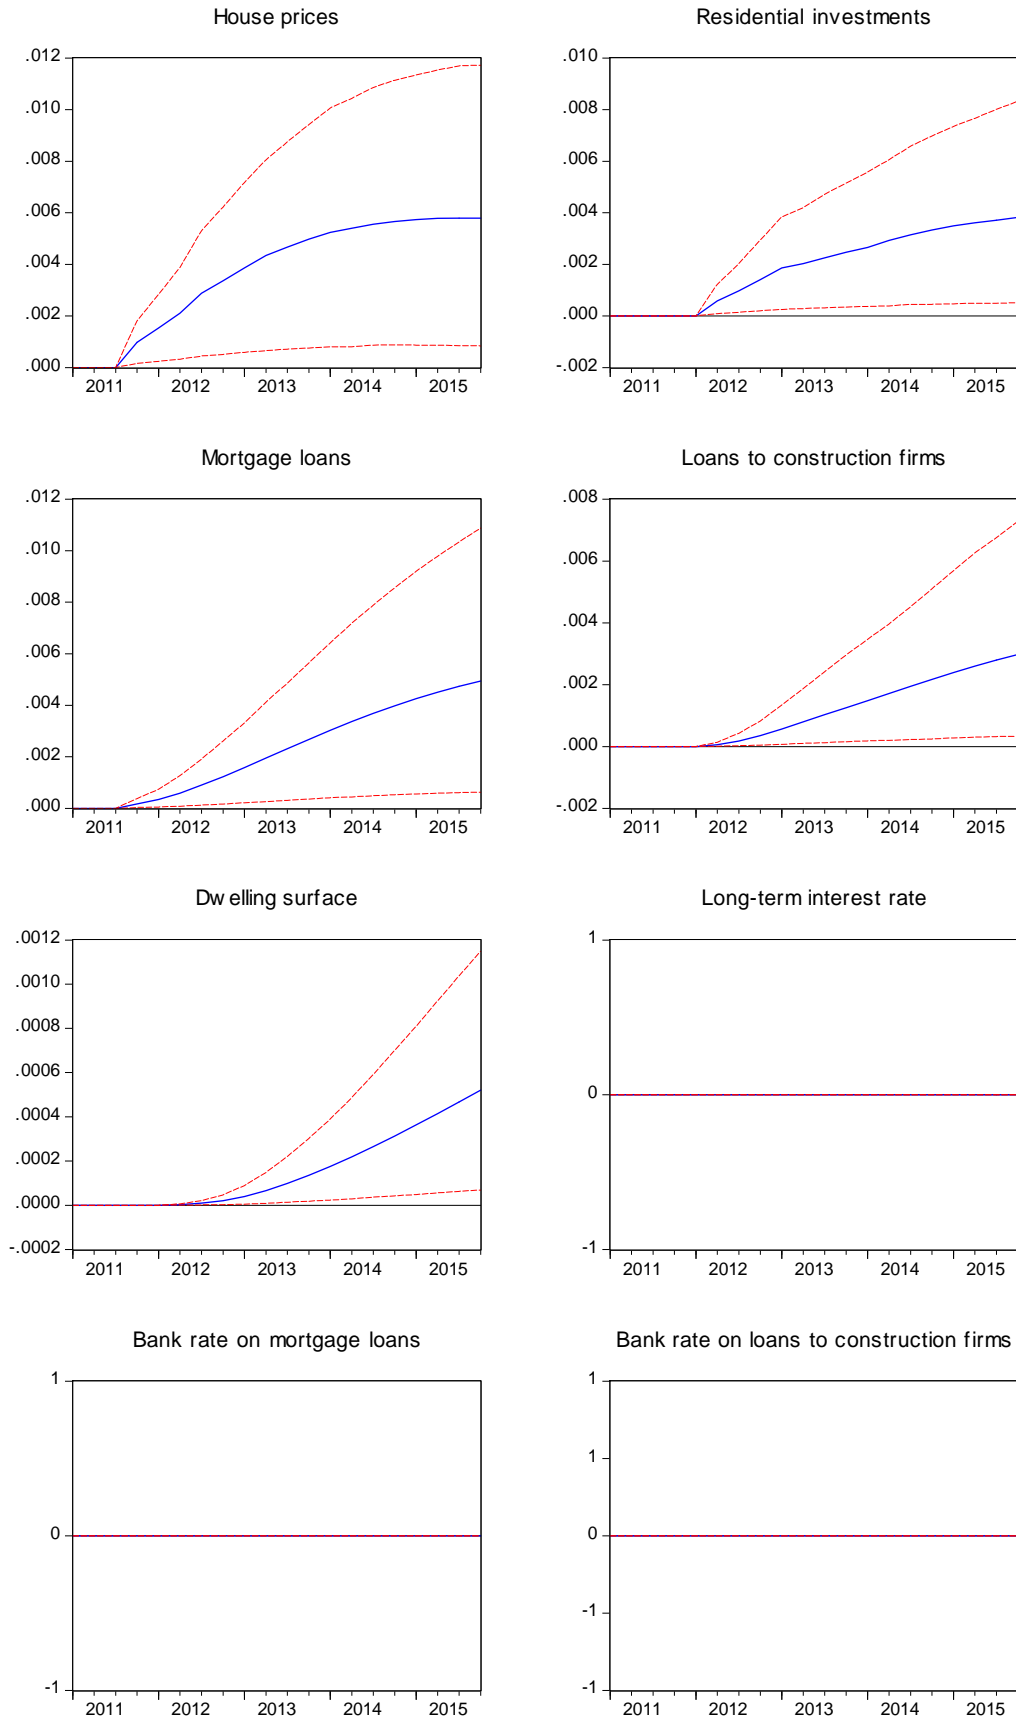 House prices
.012
.010
.008
.006
.004
.002
.000
2011 2012 2013 2014 2015
Residential investments
.010
.008
.006
.004
.002
.000
-.002
2011 2012 2013 2014 2015
Mortgage loans
.012
.010
.008
.006
.004
.002
.000
2011 2012 2013 2014 2015
Loans to construction firms
.008
.006
.004
.002
.000
-.002
2011 2012 2013 2014 2015
Dwelling surface
.0012
.0010
.0008
.0006
.0004
.0002
.0000
-.0002
2011 2012 2013 2014 2015
Long-term interest rate
1
0
-1
2011 2012 2013 2014 2015
Bank rate on mortgage loans
1
0
-1
2011 2012 2013 2014 2015
Bank rate on loans to construction firms
1
1
0
-1
-1
2011 2012 2013 2014 2015